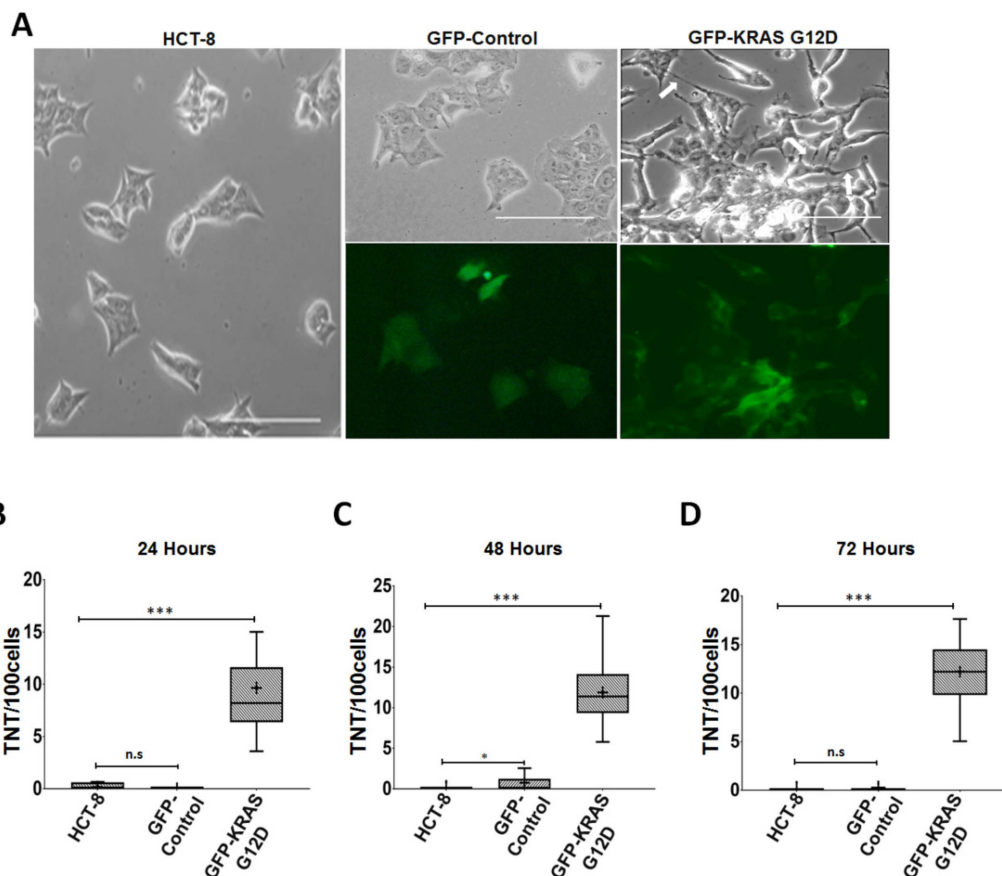 A
HCT-8
GFP-Control
GFP-KRAS G12D
B
24 Hours
TNT/100cells
20
15
10
5
0
***
n.s
HCT-8
GFP-
Control
GFP-KRAS
G12D
C
48 Hours
TNT/100cells
25
20
15
10
5
0
***
*
HCT-8
GFP-
Control
GFP-KRAS
G12D
D
72 Hours
TNT/100cells
20
15
10
5
0
***
n.s
HCT-8
GFP-
Control
GFP-KRAS
G12D